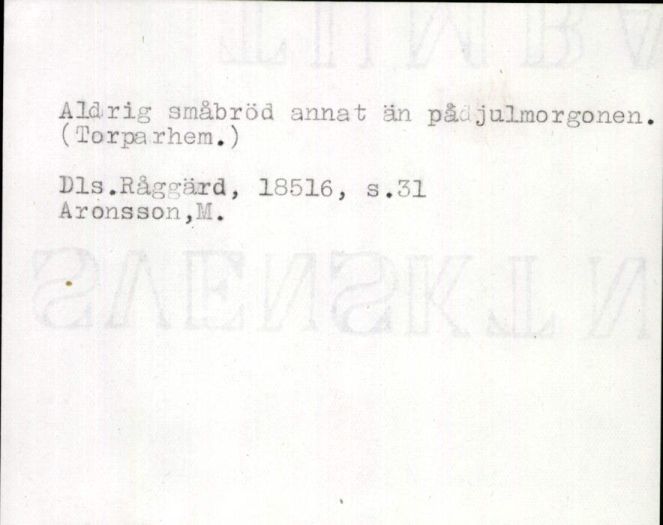 Aldrig småbröd annat än på julmorgonen.
(Torparhem.)
Dls.Råggärd, 18516, s.31
Aronsson,M.